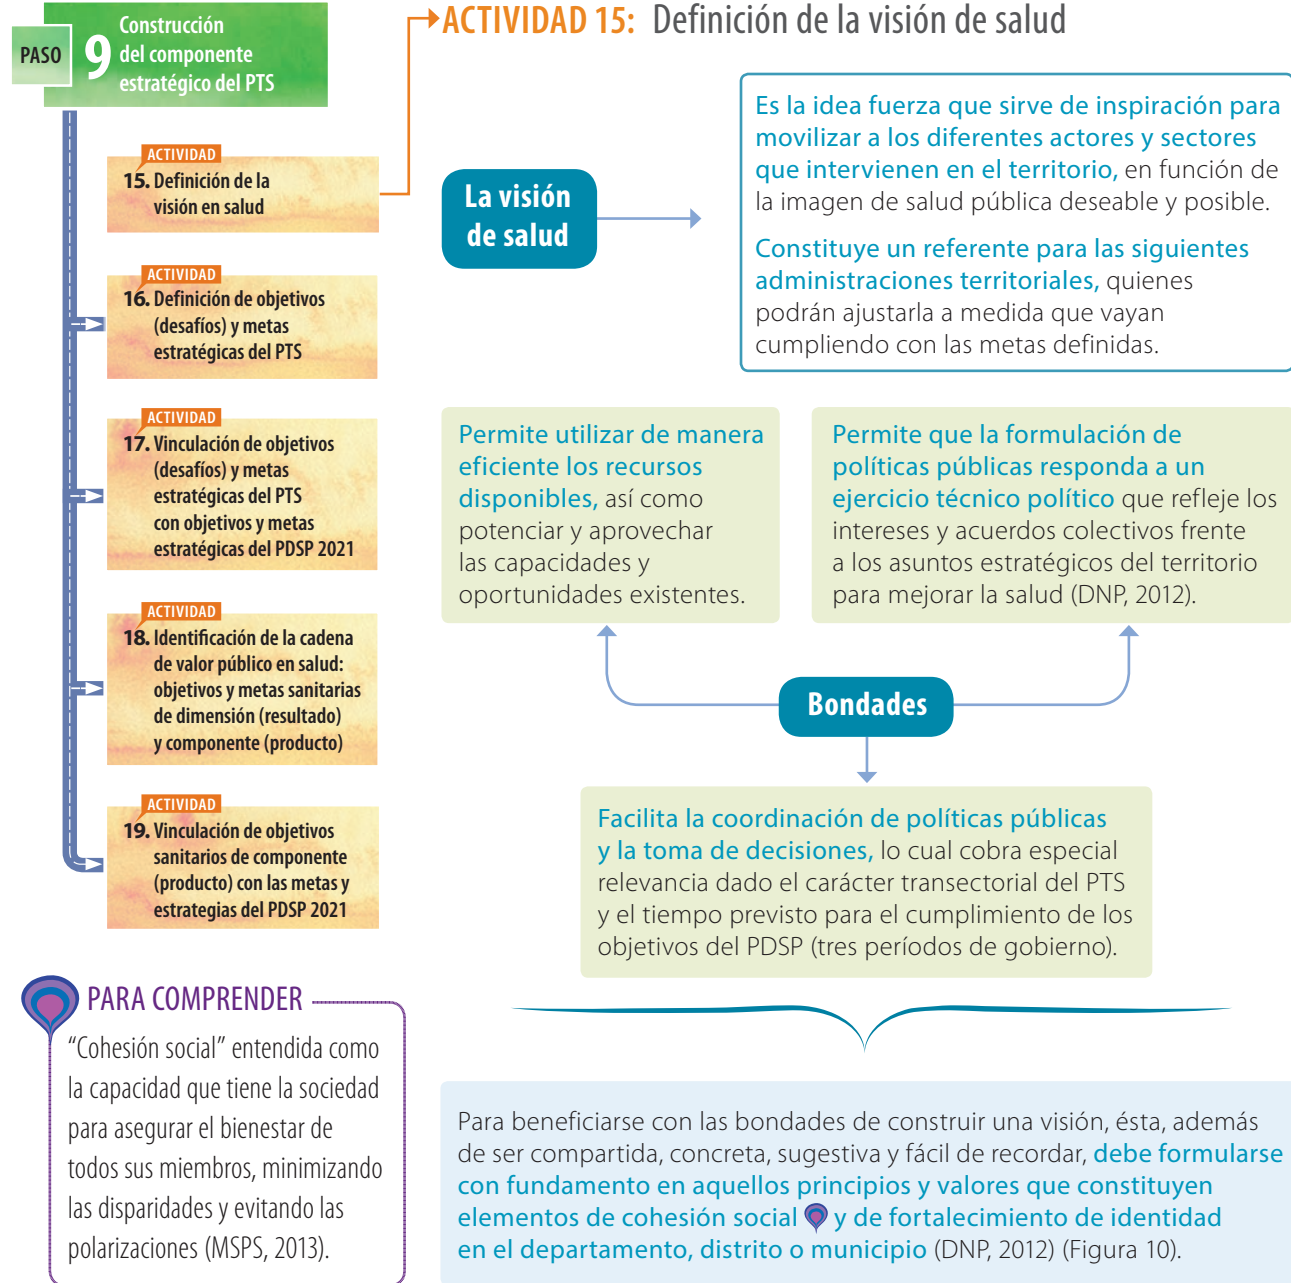 PASO
9
Construcción
del componente
estratégico del PTS
ACTIVIDAD
15. Definición de la
visión en salud
ACTIVIDAD
16. Definición de objetivos
(desafíos) y metas
estratégicas del PTS
ACTIVIDAD
17. Vinculación de objetivos
(desafíos) y metas
estratégicas del PTS
con objetivos y metas
estratégicas del PDSP 2021
ACTIVIDAD
18. Identificación de la cadena
de valor público en salud:
objetivos y metas sanitarias
de dimensión (resultado)
y componente (producto)
ACTIVIDAD
19. Vinculación de objetivos
sanitarios de componente
(producto) con las metas y
estrategias del PDSP 2021
PARA COMPRENDER
“Cohesión social” entendida como
la capacidad que tiene la sociedad
para asegurar el bienestar de
todos sus miembros, minimizando
las disparidades y evitando las
polarizaciones (MSPS, 2013).
ACTIVIDAD 15: Definición de la visión de salud
La visión
de salud
Es la idea fuerza que sirve de inspiración para
movilizar a los diferentes actores y sectores
que intervienen en el territorio, en función de
la imagen de salud pública deseable y posible.
Constituye un referente para las siguientes
administraciones territoriales, quienes
podrán ajustarla a medida que vayan
cumpliendo con las metas definidas.
Permite utilizar de manera
eficiente los recursos
disponibles, así como
potenciar y aprovechar
las capacidades y
oportunidades existentes.
Permite que la formulación de
políticas públicas responda a un
ejercicio técnico político que refleje los
intereses y acuerdos colectivos frente
a los asuntos estratégicos del territorio
para mejorar la salud (DNP, 2012).
Bondades
Facilita la coordinación de políticas públicas
y la toma de decisiones, lo cual cobra especial
relevancia dado el carácter transectorial del PTS
y el tiempo previsto para el cumplimiento de los
objetivos del PDSP (tres períodos de gobierno).
Para beneficiarse con las bondades de construir una visión, ésta, además
de ser compartida, concreta, sugestiva y fácil de recordar, debe formularse
con fundamento en aquellos principios y valores que constituyen
elementos de cohesión social y de fortalecimiento de identidad
en el departamento, distrito o municipio (DNP, 2012) (Figura 10).